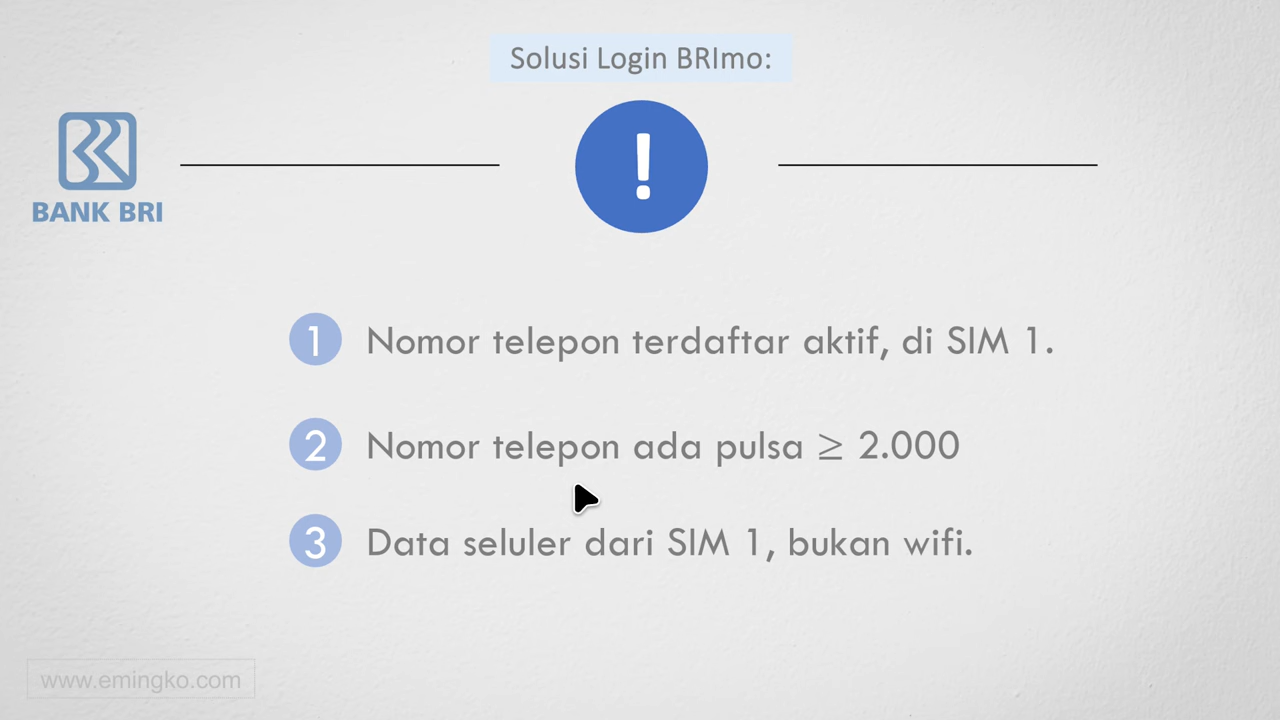 Solusi Login BRImo:
!
BANK BRI
1 Nomor telepon terdaftar aktif, di SIM 1.
2 Nomor telepon ada pulsa ≥ 2.000
3 Data seluler dari SIM 1, bukan wifi.
www.emingko.com